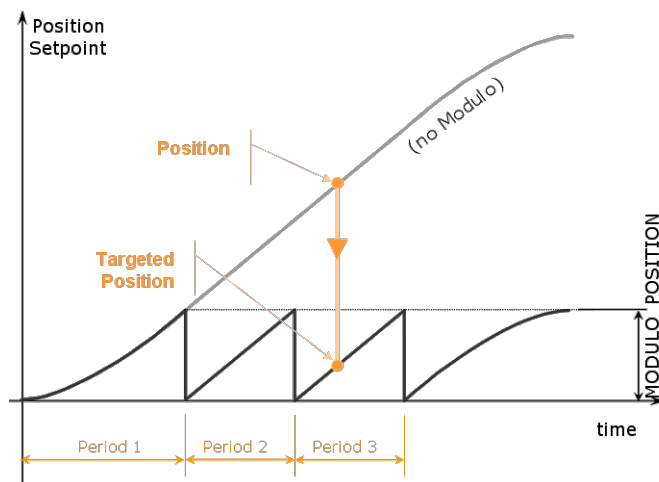 Position
Setpoint
(no Modulo)
Position
Targeted
Position
MODULO POSITION
time
Period 1
Period 2
Period 3